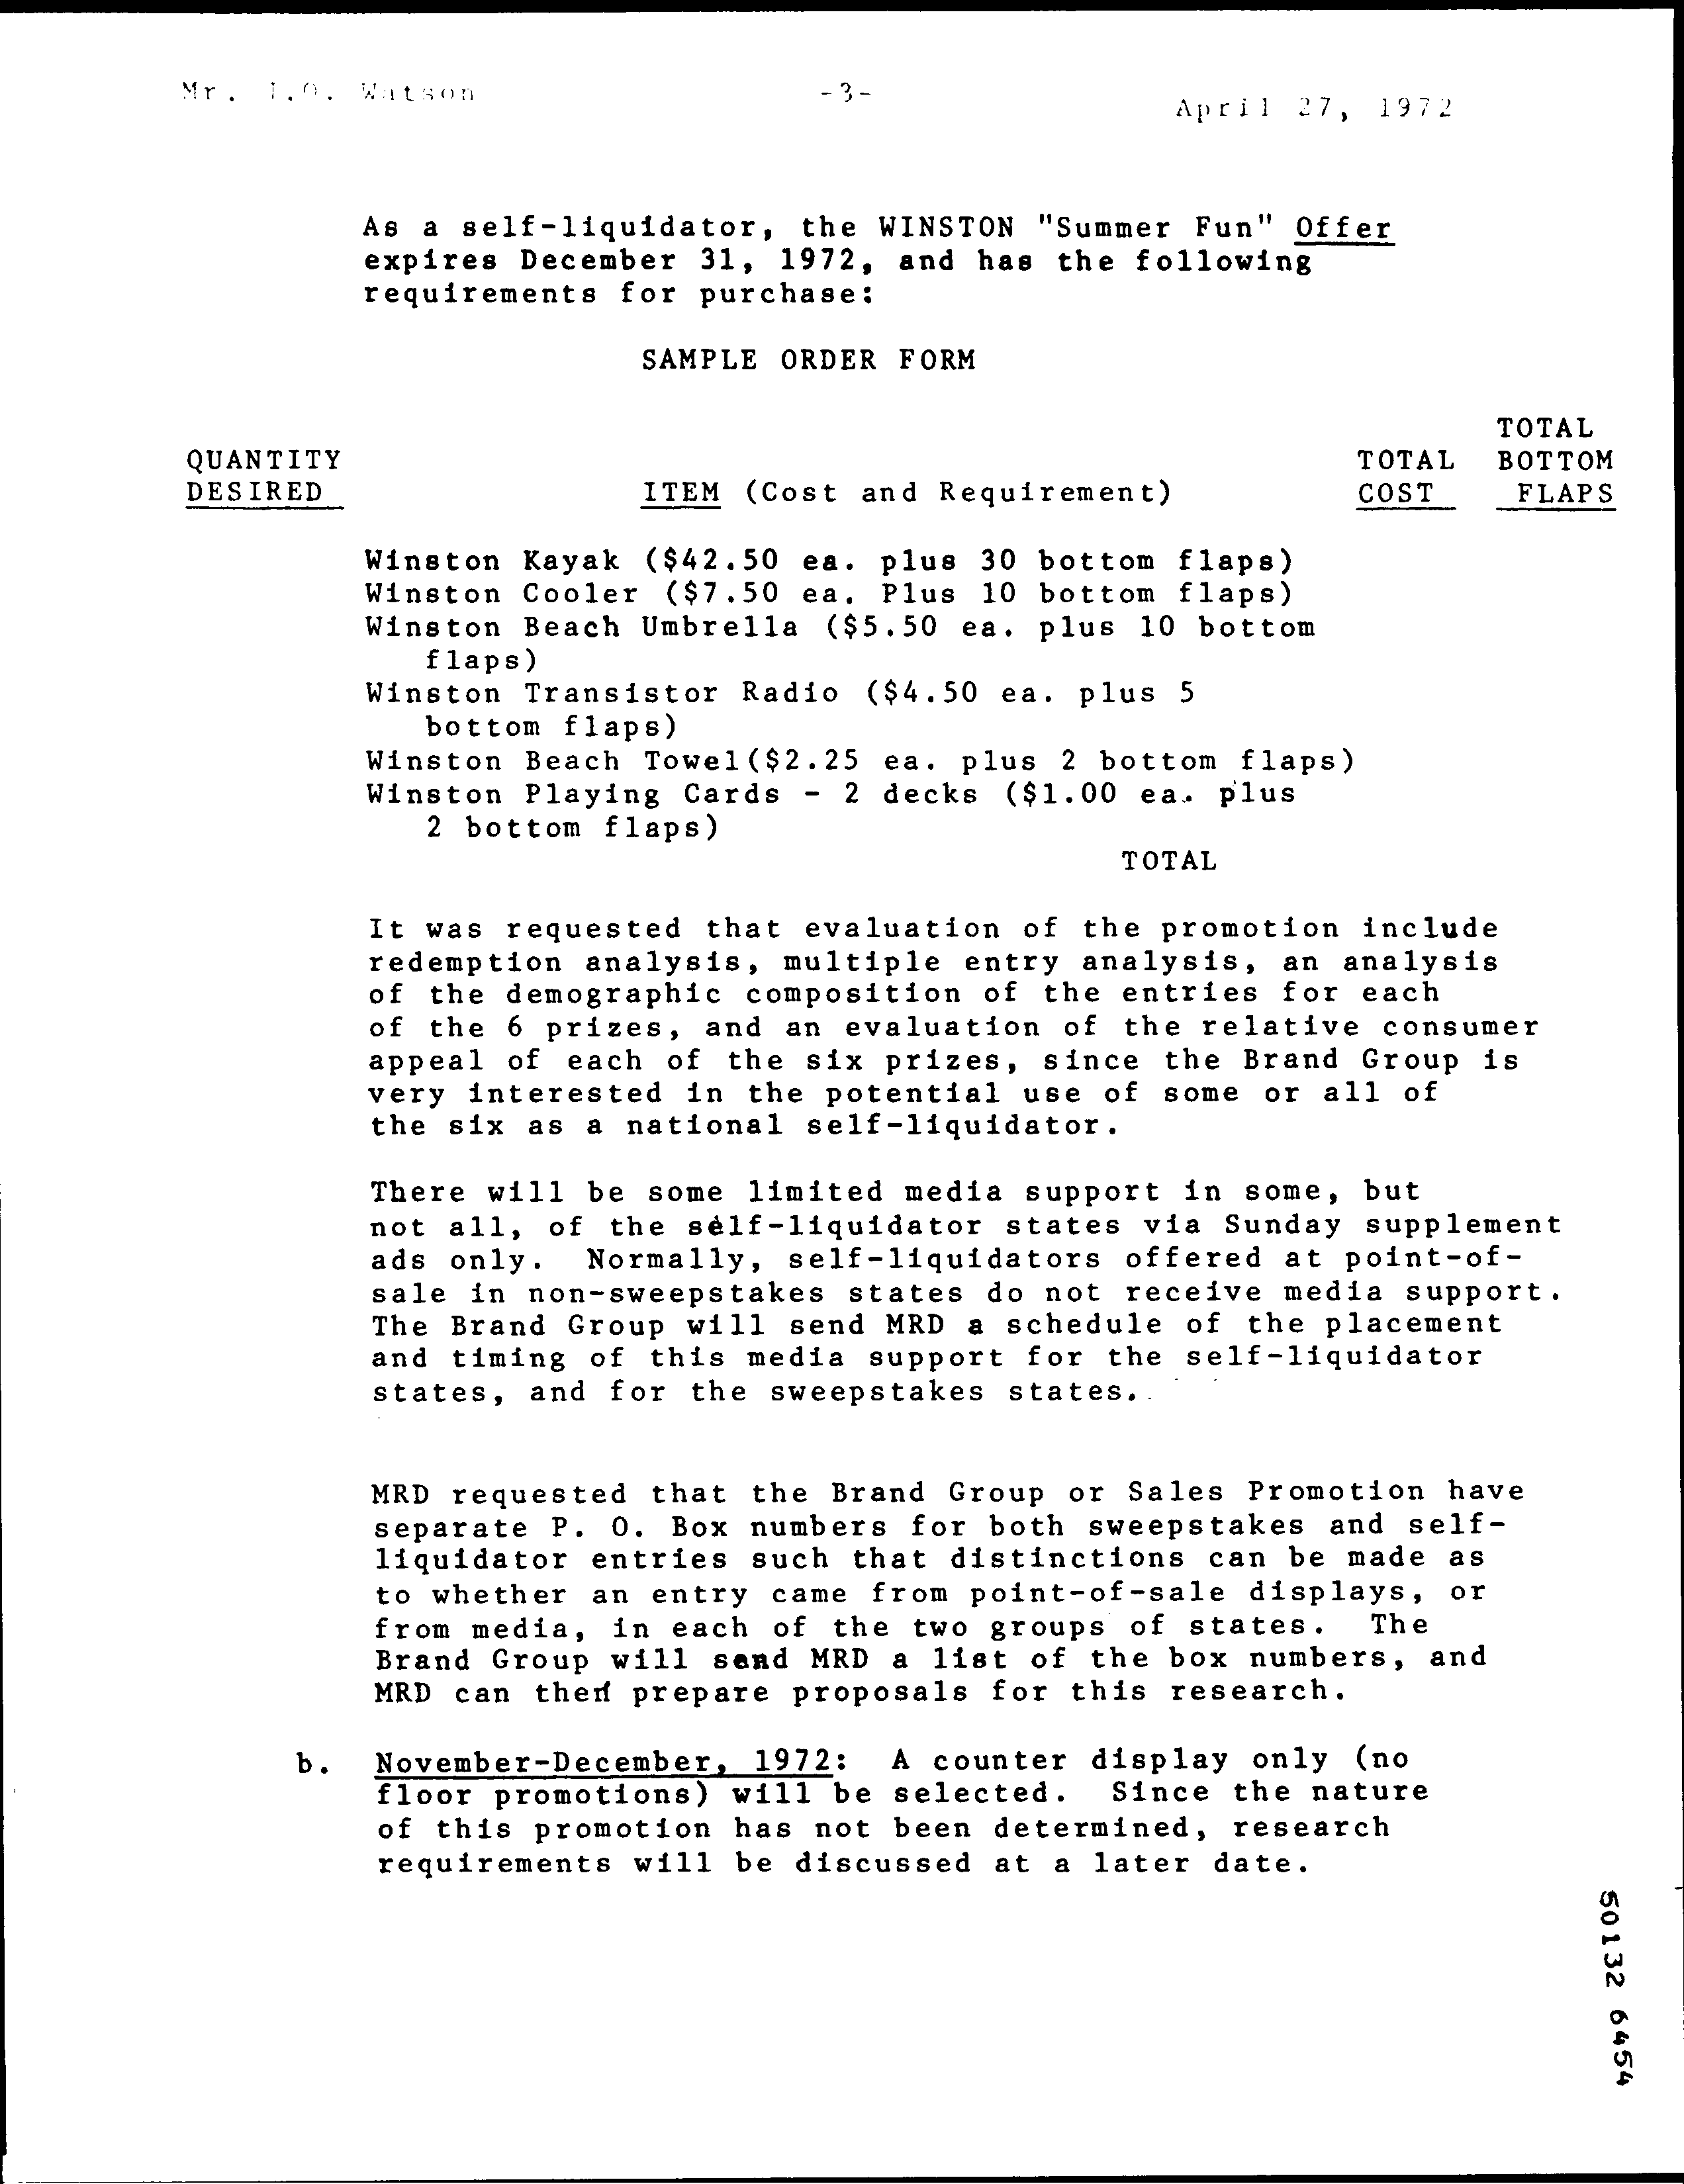 Mr. I.O. Watson -3- April 27, 1972
As a self-liquidator, the WINSTON "Summer Fun" Offer
expires December 31, 1972, and has the following
requirements for purchase:
SAMPLE ORDER FORM
TOTAL
QUANTITY TOTAL BOTTOM
DESIRED ITEM (Cost and Requirement) COST FLAPS
Winston Kayak ($42.50 ea. plus 30 bottom flaps)
Winston Cooler ($7.50 ea. Plus 10 bottom flaps)
Winston Beach Umbrella ($5.50 ea. plus 10 bottom
flaps)
Winston Transistor Radio ($4.50 ea. plus 5
bottom flaps)
Winston Beach Towel($2.25 ea. plus 2 bottom flaps)
Winston Playing Cards - 2 decks ($1.00 ea. plus
2 bottom flaps)
TOTAL
It was requested that evaluation of the promotion include
redemption analysis, multiple entry analysis, an analysis
of the demographic composition of the entries for each
of the 6 prizes, and an evaluation of the relative consumer
appeal of each of the six prizes, since the Brand Group is
very interested in the potential use of some or all of
the six as a national self-liquidator.
There will be some limited media support in some, but
not all, of the self-liquidator states via Sunday supplement
ads only. Normally, self-liquidators offered at point-of-
sale in non-sweepstakes states do not receive media support.
The Brand Group will send MRD a schedule of the placement
and timing of this media support for the self-liquidator
states, and for the sweepstakes states.
MRD requested that the Brand Group or Sales Promotion have
separate P. O. Box numbers for both sweepstakes and self-
liquidator entries such that distinctions can be made as
to whether an entry came from point-of-sale displays, or
from media, in each of the two groups of states. The
Brand Group will send MRD a list of the box numbers, and
MRD can then prepare proposals for this research.
b. November-December, 1972: A counter display only (no
floor promotions) will be selected. Since the nature
of this promotion has not been determined, research
requirements will be discussed at a later date.
50132 6454